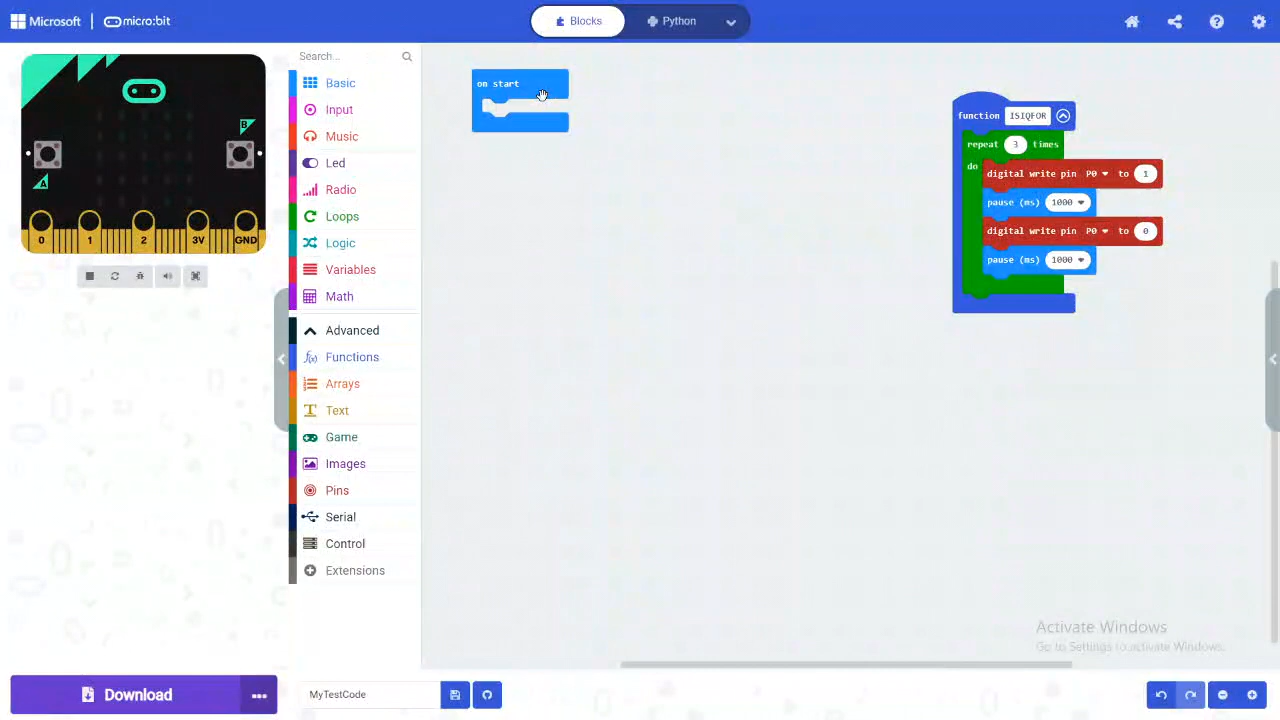 Microsoft micro:bit
Blocks
Python
Search...
Basic
Input
Music
Led
Radio
Loops
Logic
Variables
Math
Advanced
Functions
Arrays
Text
Game
Images
Pins
Serial
Control
Extensions
A
B
0 1 2 3V GND
on start
function ISIQFOR
repeat 3 times
do
digital write pin P0 to 1
pause (ms) 1000
digital write pin P0 to 0
pause (ms) 1000
Activate Windows
Go to Settings to activate Windows.
Download
MyTestCode